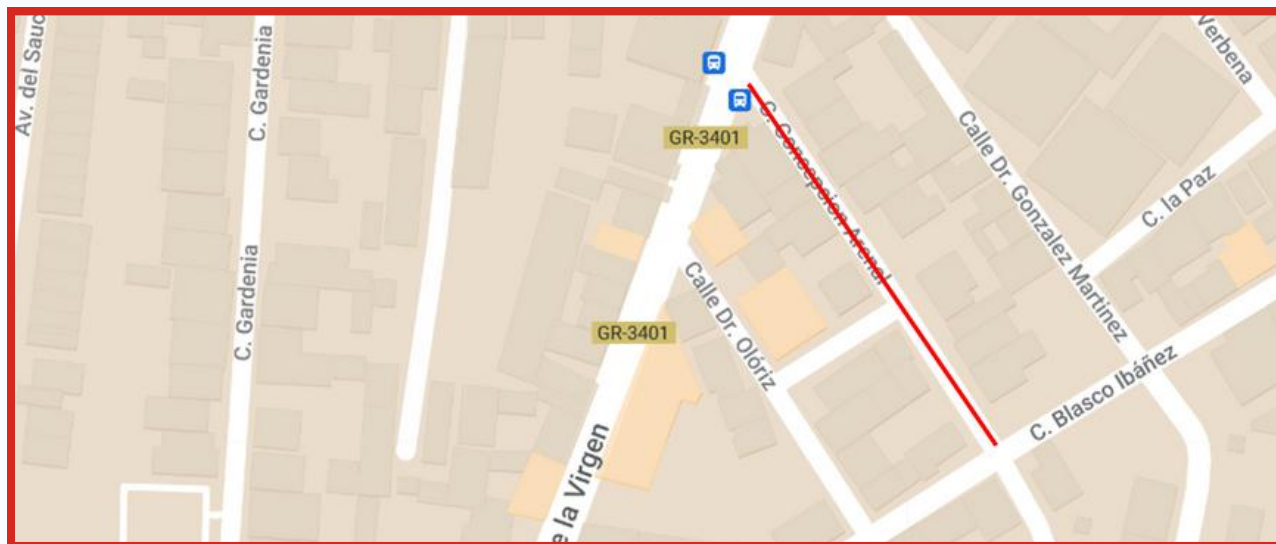 Av. del Sauc
C. Gardenia
C. Gardenia
GR-3401
GR-3401
e la Virgen
C. Concepcion Arenal
Calle Dr. Olóriz
Calle Dr. Gonzalez Martinez
Verbena
C. la Paz
C. Blasco Ibáñez